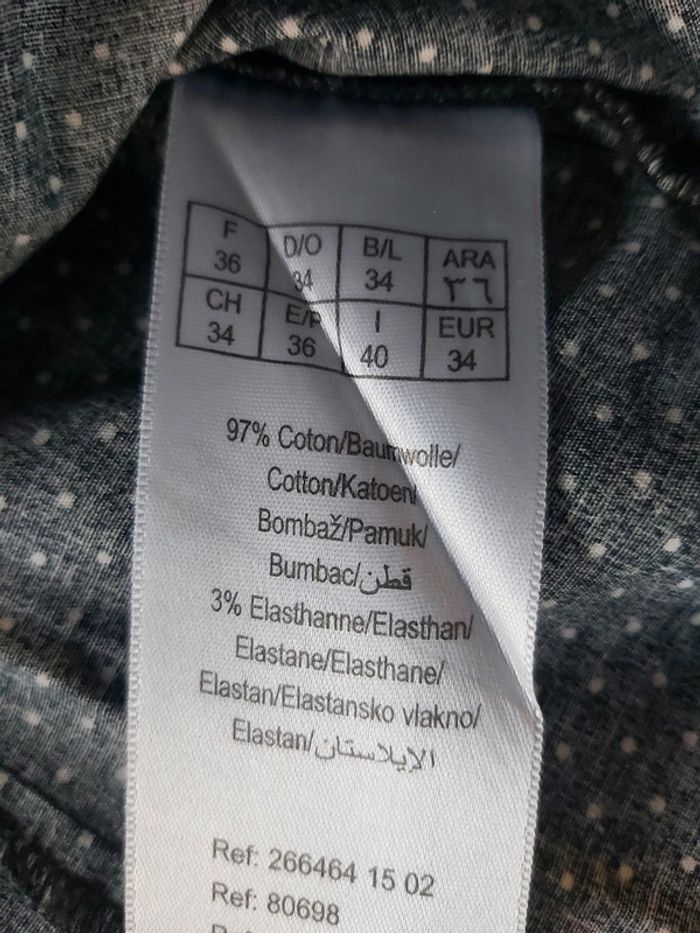 F D/O B/L ARA
36 34 34 ٣٦
CH E/P I EUR
34 36 40 34
97% Coton/Baumwolle/
Cotton/Katoen/
Bombaž/Pamuk/
Bumbac/قطن
3% Elasthanne/Elasthan/
Elastane/Elasthane/
Elastan/Elastansko vlakno/
Elastan/الإيلاستان
Ref: 266464 15 02
Ref: 80698